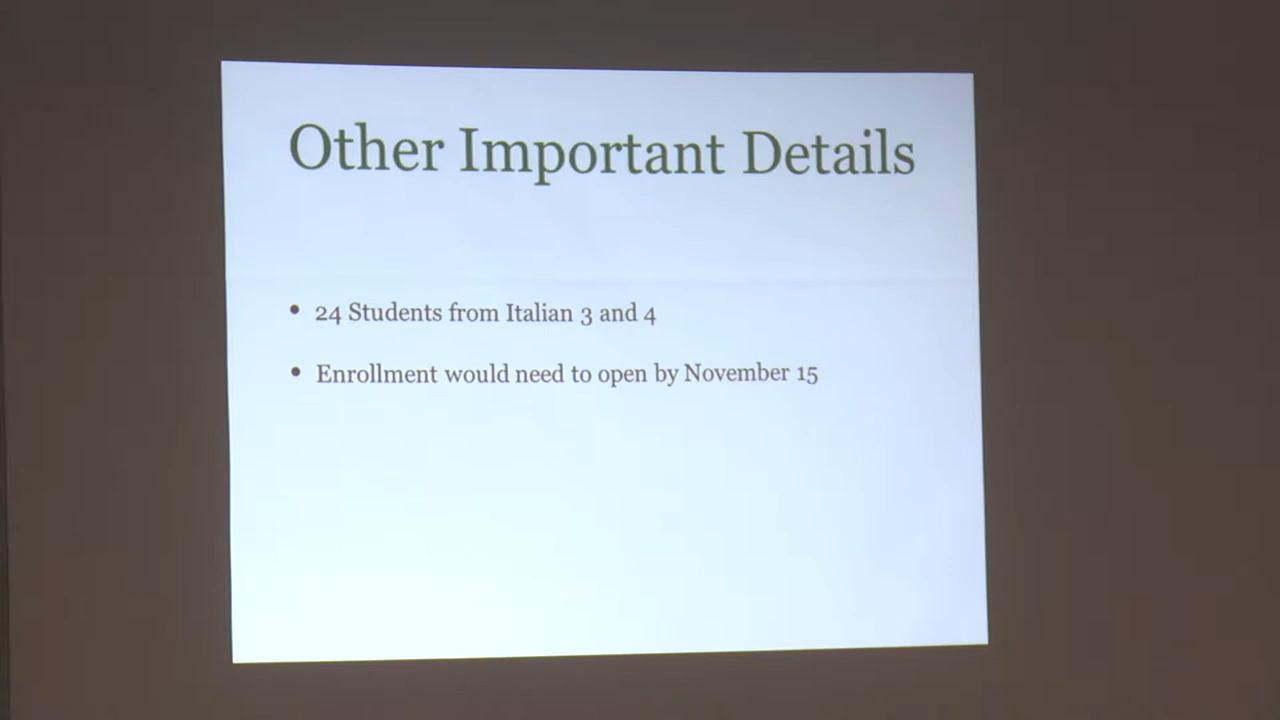 Other Important Details
• 24 Students from Italian 3 and 4
• Enrollment would need to open by November 15